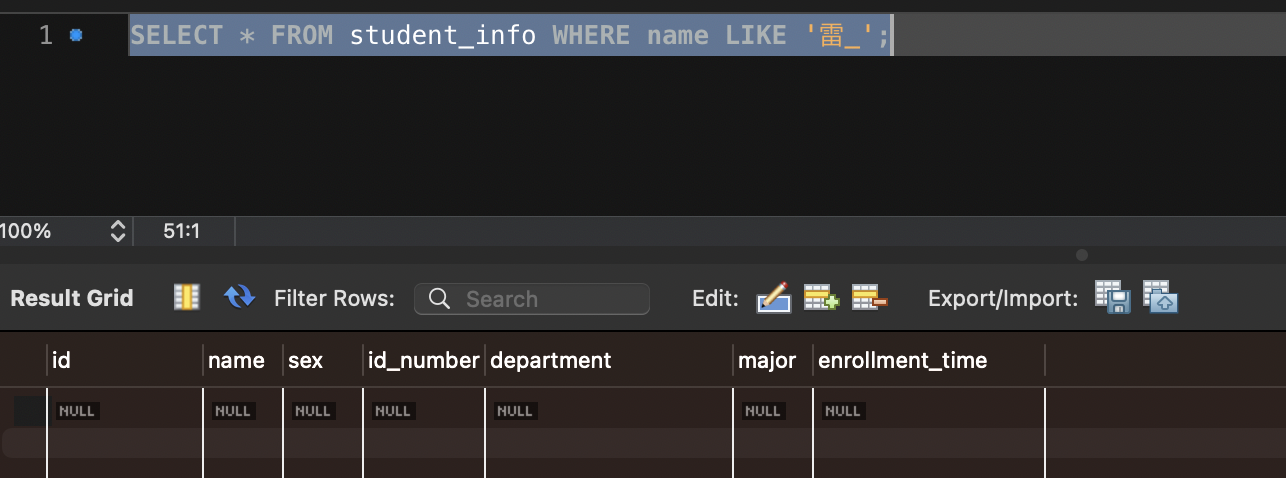 1 SELECT * FROM student_info WHERE name LIKE '雷_';
100% 51:1
Result Grid Filter Rows: Search Edit: Export/Import:
id name sex id_number department major enrollment_time
NULL NULL NULL NULL NULL NULL NULL